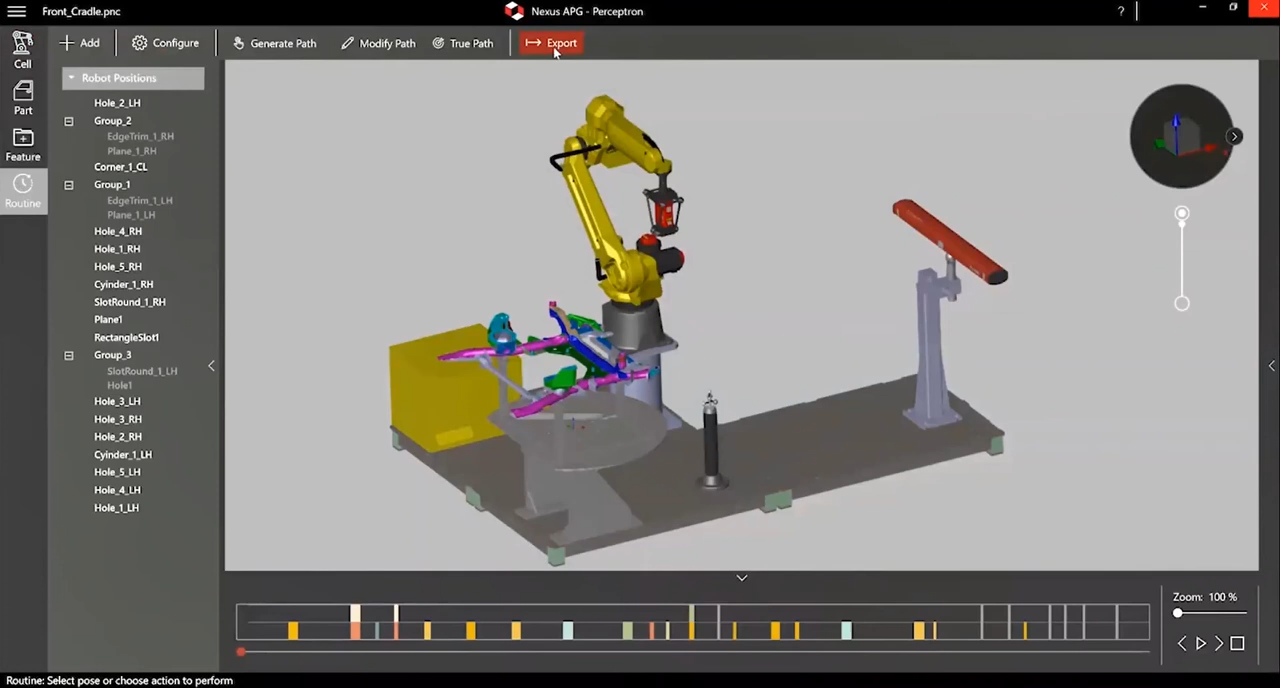 Front_Cradle.pnc
Nexus APG - Perceptron
?
Cell
Part
Feature
Routine
Add
Configure
Generate Path
Modify Path
True Path
Export
Robot Positions
Hole_2_LH
Group_2
EdgeTrim_1_RH
Plane_1_RH
Corner_1_CL
Group_1
EdgeTrim_1_LH
Plane_1_LH
Hole_4_RH
Hole_1_RH
Hole_5_RH
Cyinder_1_RH
SlotRound_1_RH
Plane1
RectangleSlot1
Group_3
SlotRound_1_LH
Hole1
Hole_3_LH
Hole_3_RH
Hole_2_RH
Cyinder_1_LH
Hole_5_LH
Hole_4_LH
Hole_1_LH
Zoom: 100 %
Routine: Select pose or choose action to perform